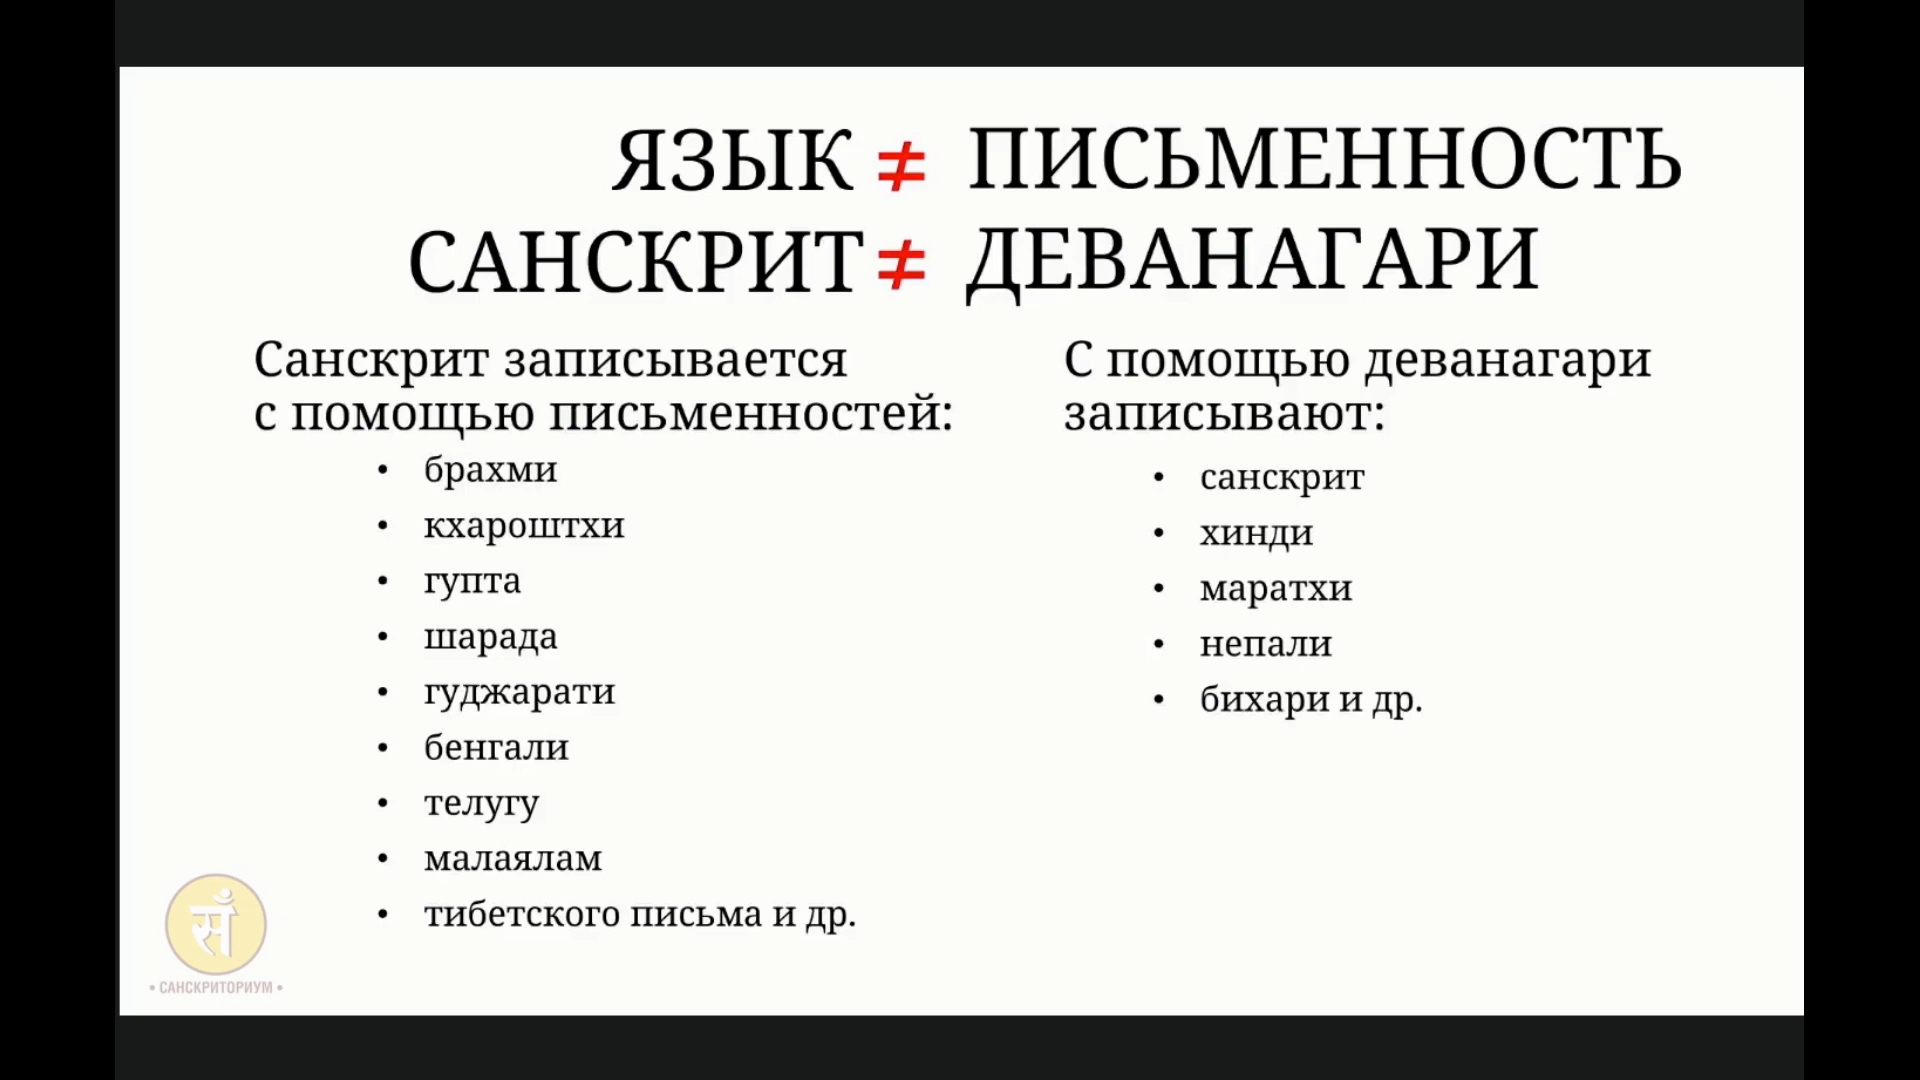 ЯЗЫК ≠ ПИСЬМЕННОСТЬ
САНСКРИТ ≠ ДЕВАНАГАРИ
Санскрит записывается
с помощью письменностей:
• брахми
• кхароштхи
• гупта
• шарада
• гуджарати
• бенгали
• телугу
• малаялам
• тибетского письма и др.
С помощью деванагари
записывают:
• санскрит
• хинди
• маратхи
• непали
• бихари и др.
सँ
• САНСКРИТОРИУМ •